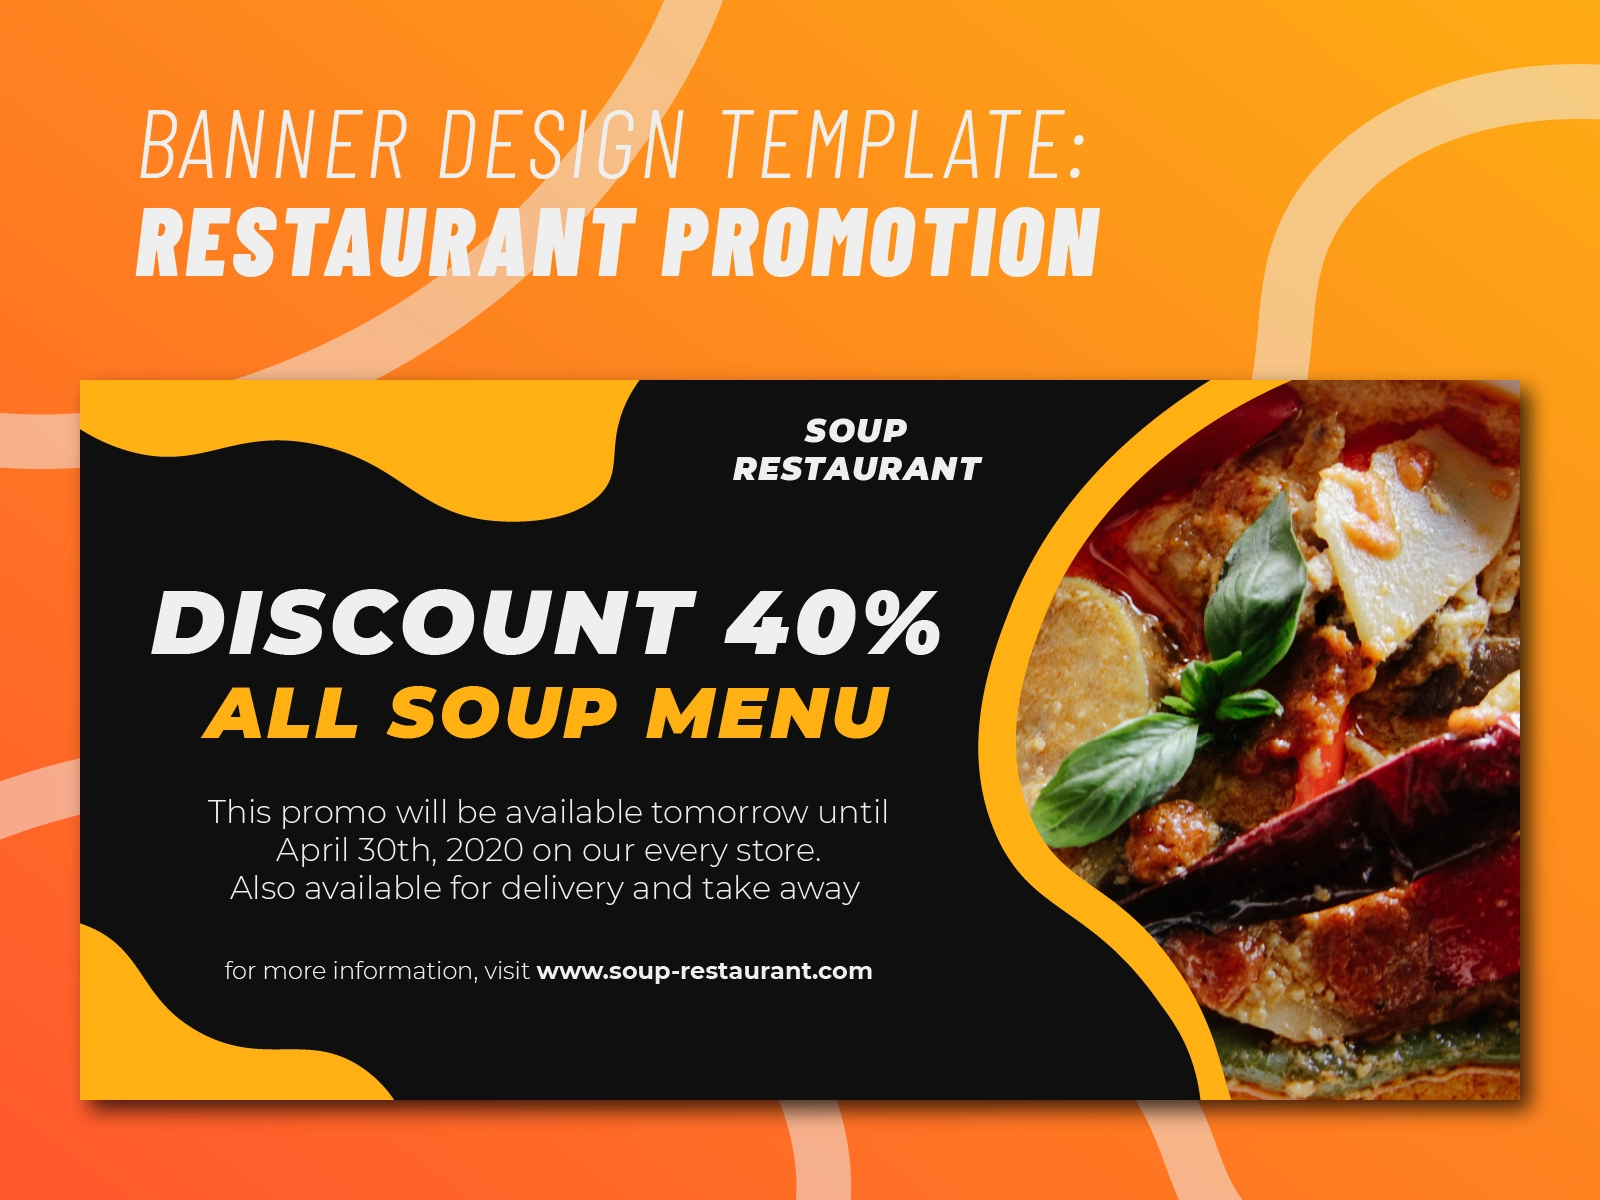 BANNER DESIGN TEMPLATE:
RESTAURANT PROMOTION
SOUP
RESTAURANT
DISCOUNT 40%
ALL SOUP MENU
This promo will be available tomorrow until
April 30th, 2020 on our every store.
Also available for delivery and take away
for more information, visit www.soup-restaurant.com